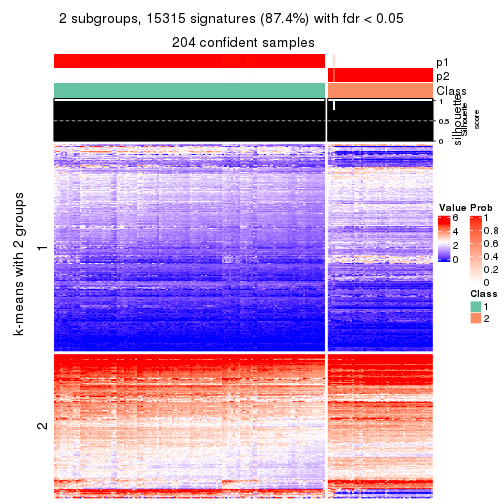 2 subgroups, 15315 signatures (87.4%) with fdr < 0.05
204 confident samples
p1
p2
Class
1
0.5
0
silhouette
Silhouette
score
k-means with 2 groups
1
2
Value
6
4
2
0
Prob
1
0.8
0.6
0.4
0.2
0
Class
1
2